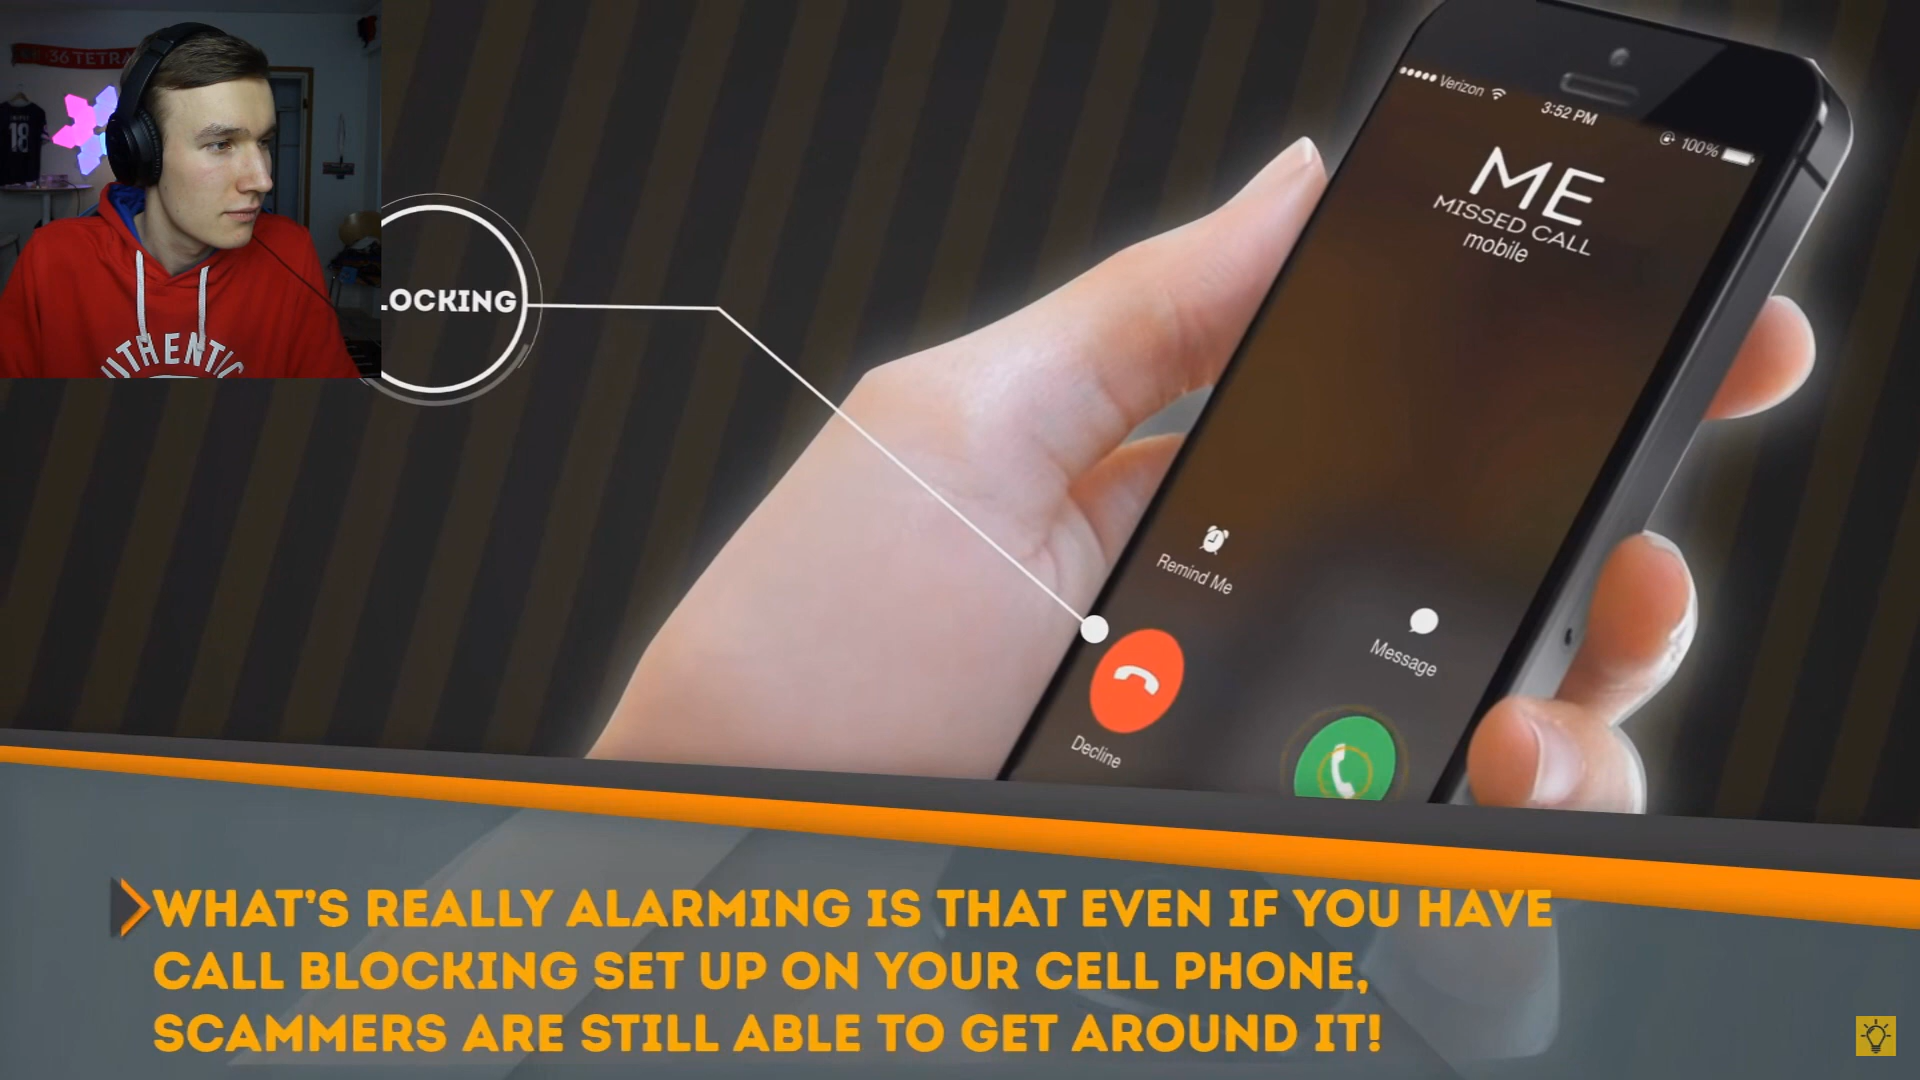 36 TETRA
18
AUTHENTIC
LOCKING
Verizon
3:52 PM
100%
ME
MISSED CALL
mobile
Remind Me
Message
Decline
WHAT'S REALLY ALARMING IS THAT EVEN IF YOU HAVE
CALL BLOCKING SET UP ON YOUR CELL PHONE,
SCAMMERS ARE STILL ABLE TO GET AROUND IT!